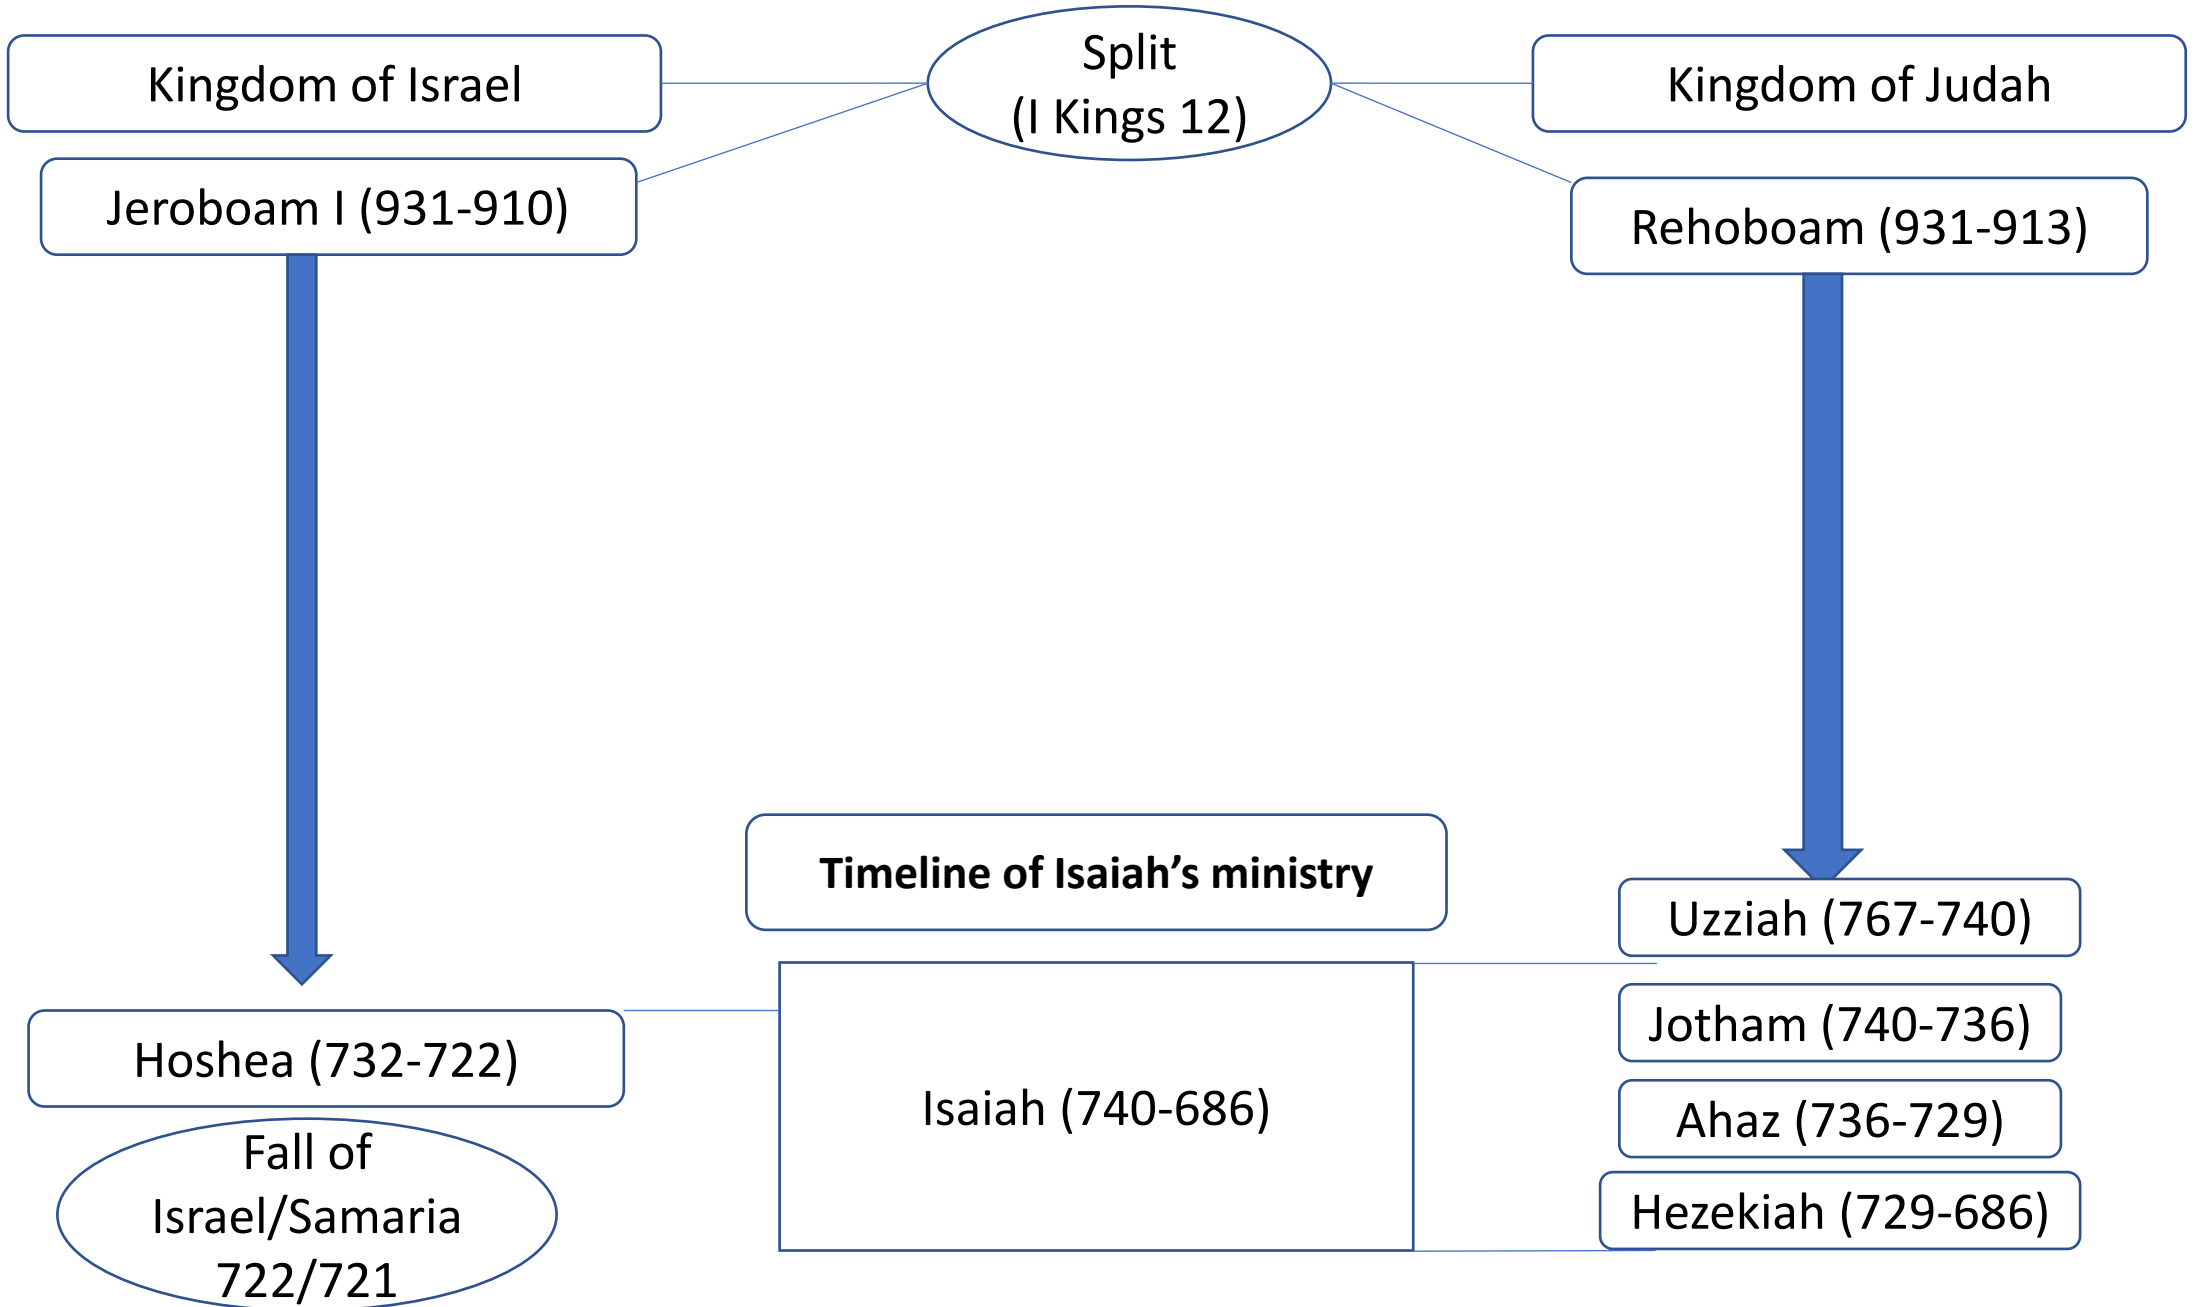 Kingdom of Israel
Split
(I Kings 12)
Kingdom of Judah
Jeroboam I (931-910)
Rehoboam (931-913)
Timeline of Isaiah’s ministry
Uzziah (767-740)
Jotham (740-736)
Hoshea (732-722)
Isaiah (740-686)
Ahaz (736-729)
Fall of
Israel/Samaria
722/721
Hezekiah (729-686)